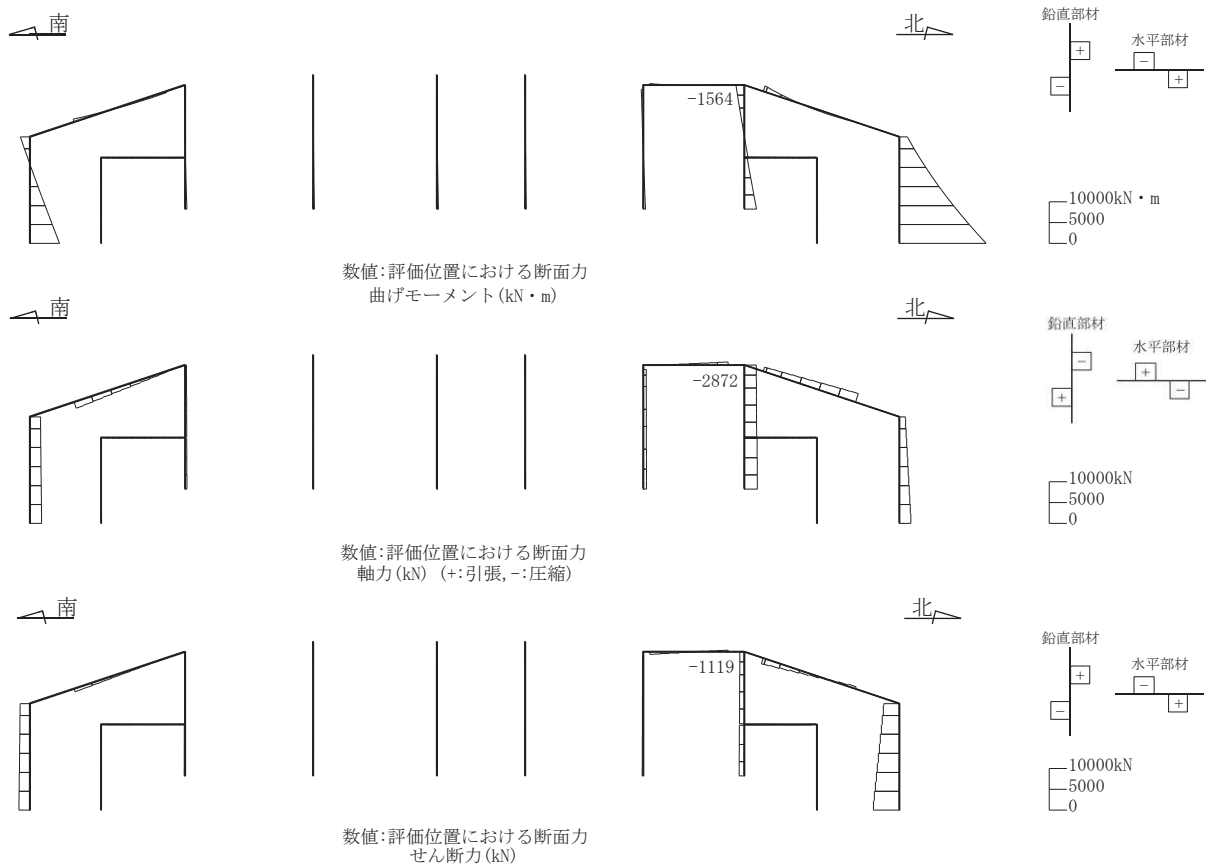 南
北
鉛直部材
+
-
水平部材
-
+
-1564
10000kN・m
5000
0
数値:評価位置における断面力
曲げモーメント(kN・m)
南
北
鉛直部材
-
+
水平部材
+
-
-2872
10000kN
5000
0
数値:評価位置における断面力
軸力(kN) (+:引張,-:圧縮)
南
北
鉛直部材
+
-
水平部材
-
+
-1119
10000kN
5000
0
数値:評価位置における断面力
せん断力(kN)